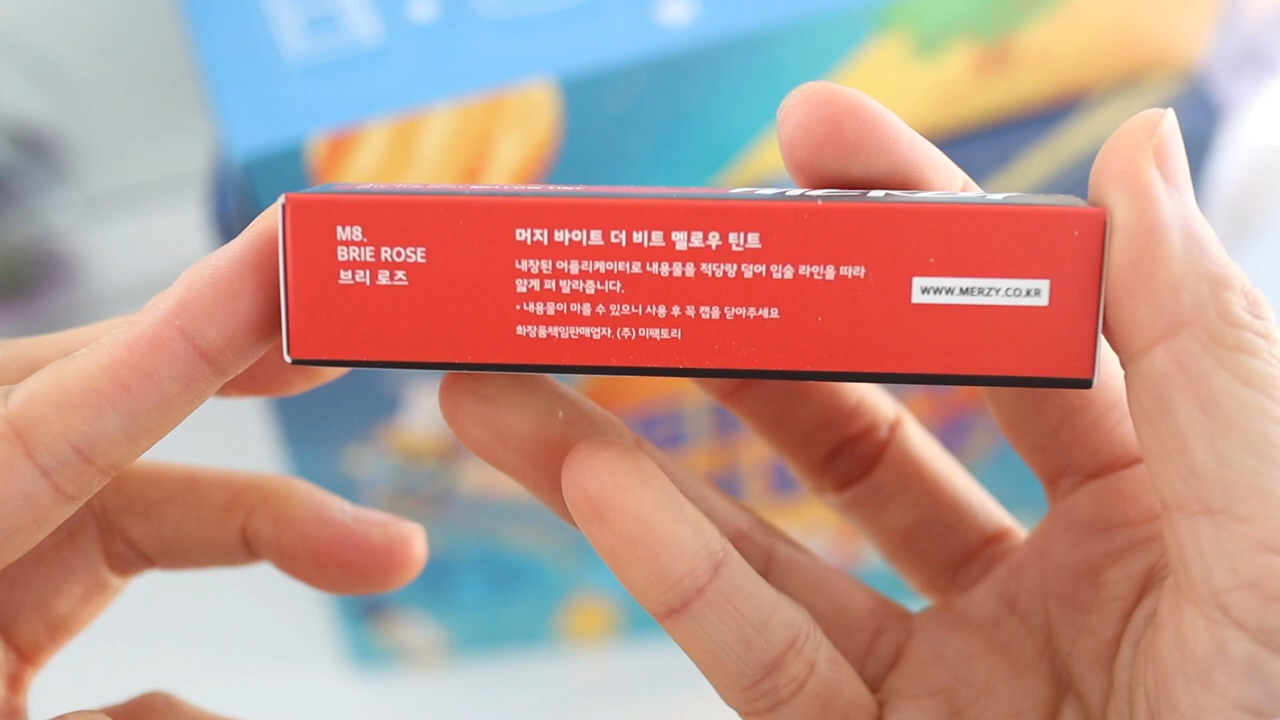 MERZY
M8.
BRIE ROSE
브리 로즈
머지 바이트 더 비트 멜로우 틴트
내장된 어플리케이터로 내용물을 적당량 덜어 입술 라인을 따라
얇게 펴 발라줍니다.
* 내용물이 마를 수 있으니 사용 후 꼭 캡을 닫아주세요
화장품책임판매업자. (주) 미팩토리
WWW.MERZY.CO.KR